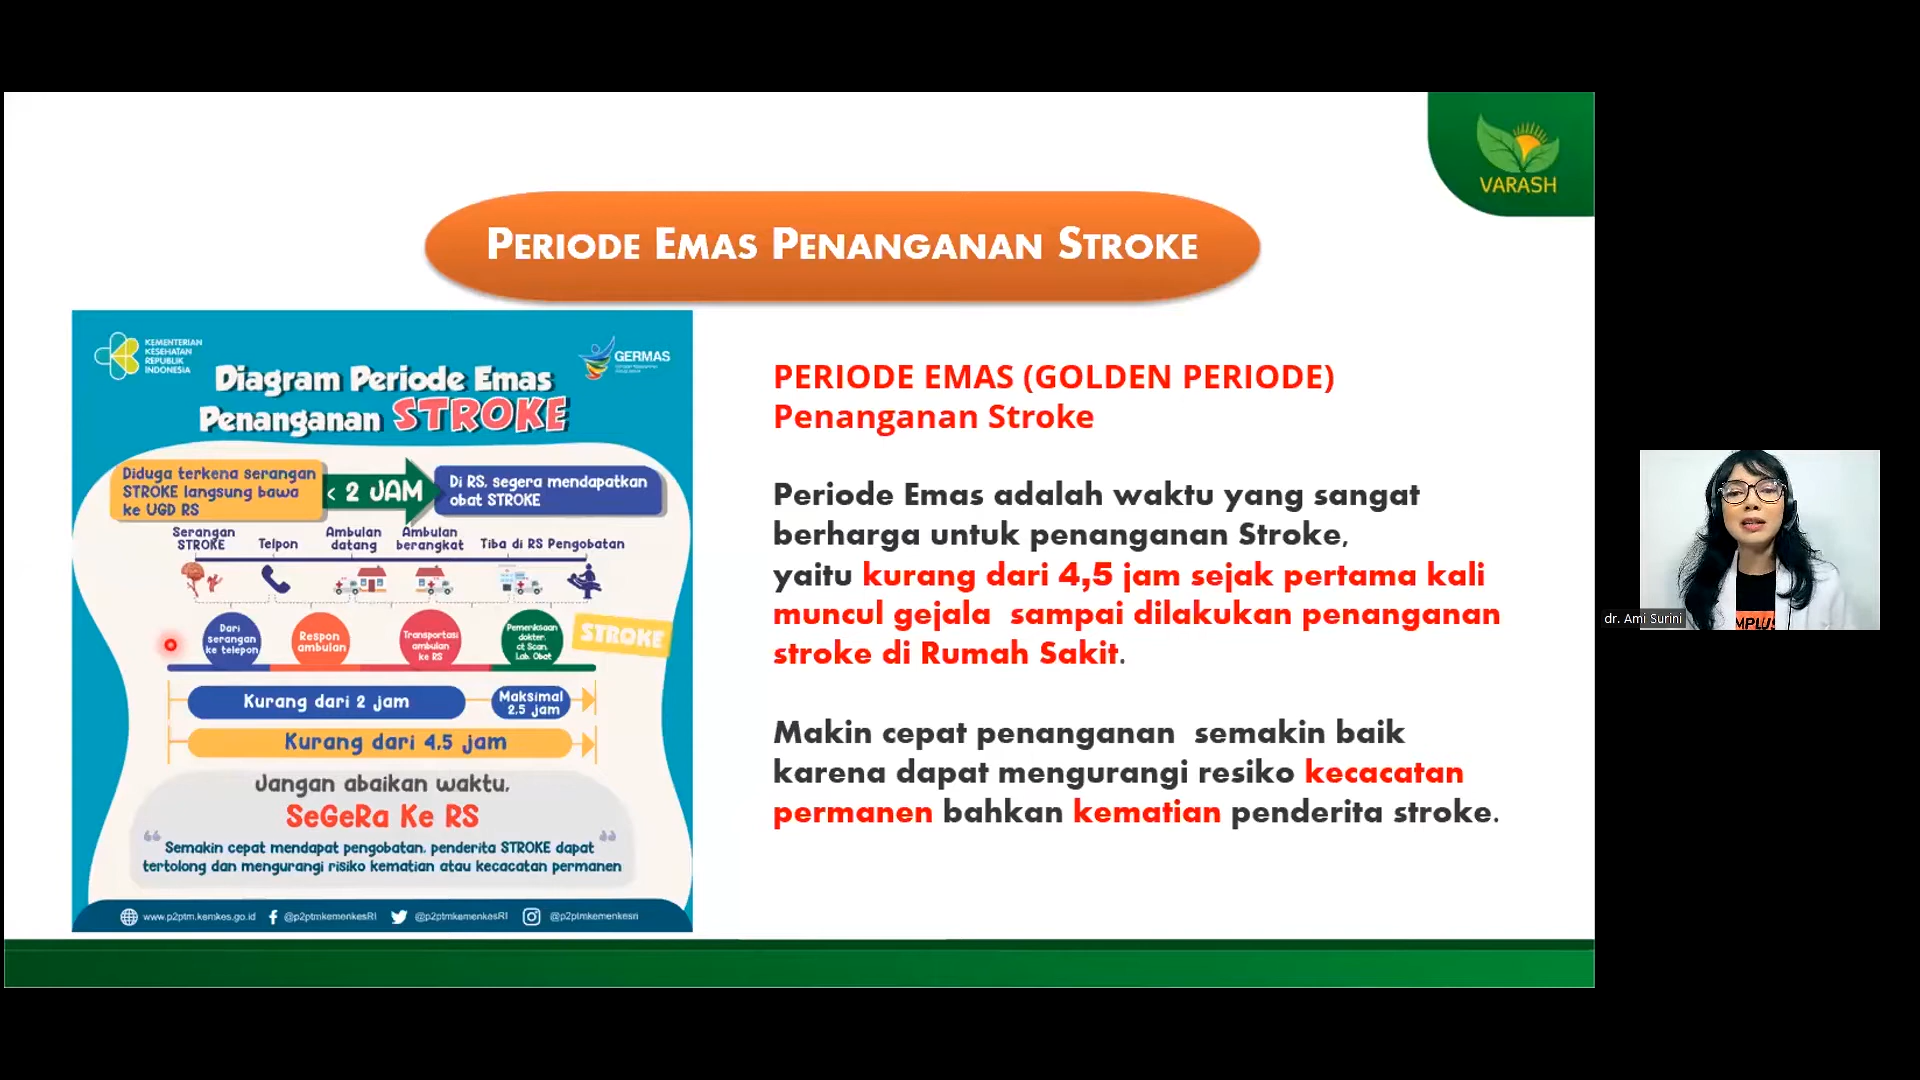 VARASH
PERIODE EMAS PENANGANAN STROKE
KEMENTERIAN
KESEHATAN
REPUBLIK
INDONESIA
GERMAS
Diagram Periode Emas
Penanganan STROKE
Diduga terkena serangan
STROKE langsung bawa
ke UGD RS
< 2 JAM
Di RS, segera mendapatkan
obat STROKE
Serangan
STROKE
Telpon
Ambulan
datang
Ambulan
berangkat
Tiba di RS Pengobatan
Dari
serangan
ke telepon
Respon
ambulan
Transportasi
ambulan
ke RS
Pemeriksaan
dokter,
ct Scan,
Lab, Obat
STROKE
Kurang dari 2 jam
Maksimal
2,5 jam
Kurang dari 4,5 jam
Jangan abaikan waktu,
SeGeRa Ke RS
Semakin cepat mendapat pengobatan, penderita STROKE dapat
tertolong dan mengurangi risiko kematian atau kecacatan permanen
www.p2ptm.kemkes.go.id
@p2ptmkemenkesRI
@p2ptmkemenkesRI
@p2ptmkemenkesri
PERIODE EMAS (GOLDEN PERIODE)
Penanganan Stroke
Periode Emas adalah waktu yang sangat
berharga untuk penanganan Stroke,
yaitu kurang dari 4,5 jam sejak pertama kali
muncul gejala sampai dilakukan penanganan
stroke di Rumah Sakit.
Makin cepat penanganan semakin baik
karena dapat mengurangi resiko kecacatan
permanen bahkan kematian penderita stroke.
dr. Ami Surini